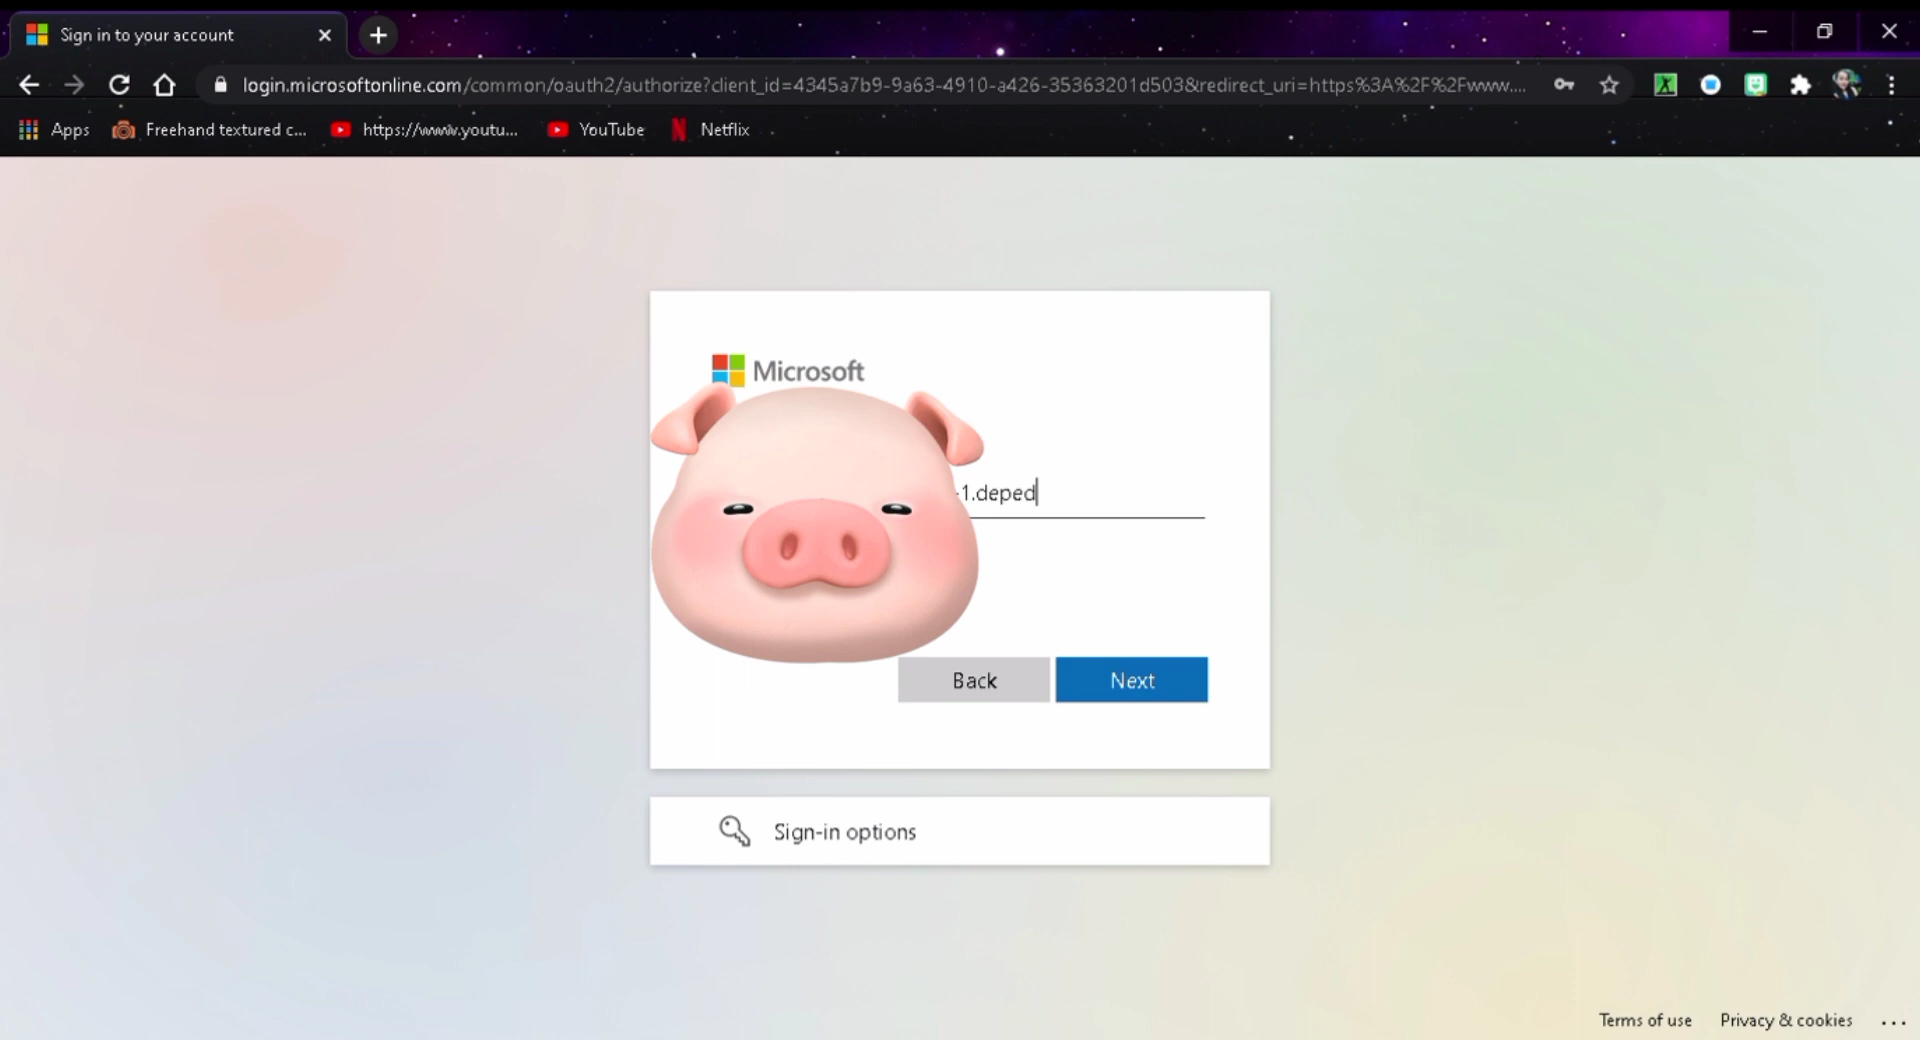 Sign in to your account
login.microsoftonline.com/common/oauth2/authorize?client_id=4345a7b9-9a63-4910-a426-35363201d503&redirect_uri=https%3A%2F%2Fwww....
Apps Freehand textured c... https://www.youtu... YouTube Netflix
Microsoft
-1.deped
Back Next
Sign-in options
Terms of use Privacy & cookies ...